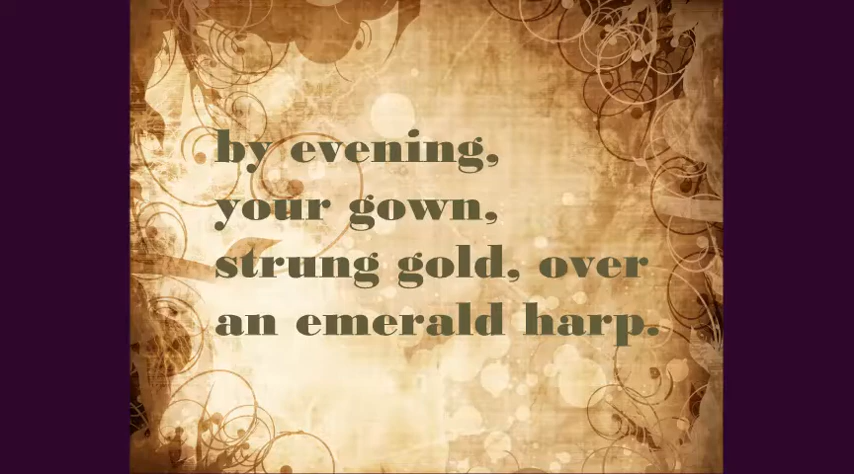 by evening,
your gown,
strung gold, over
an emerald harp.